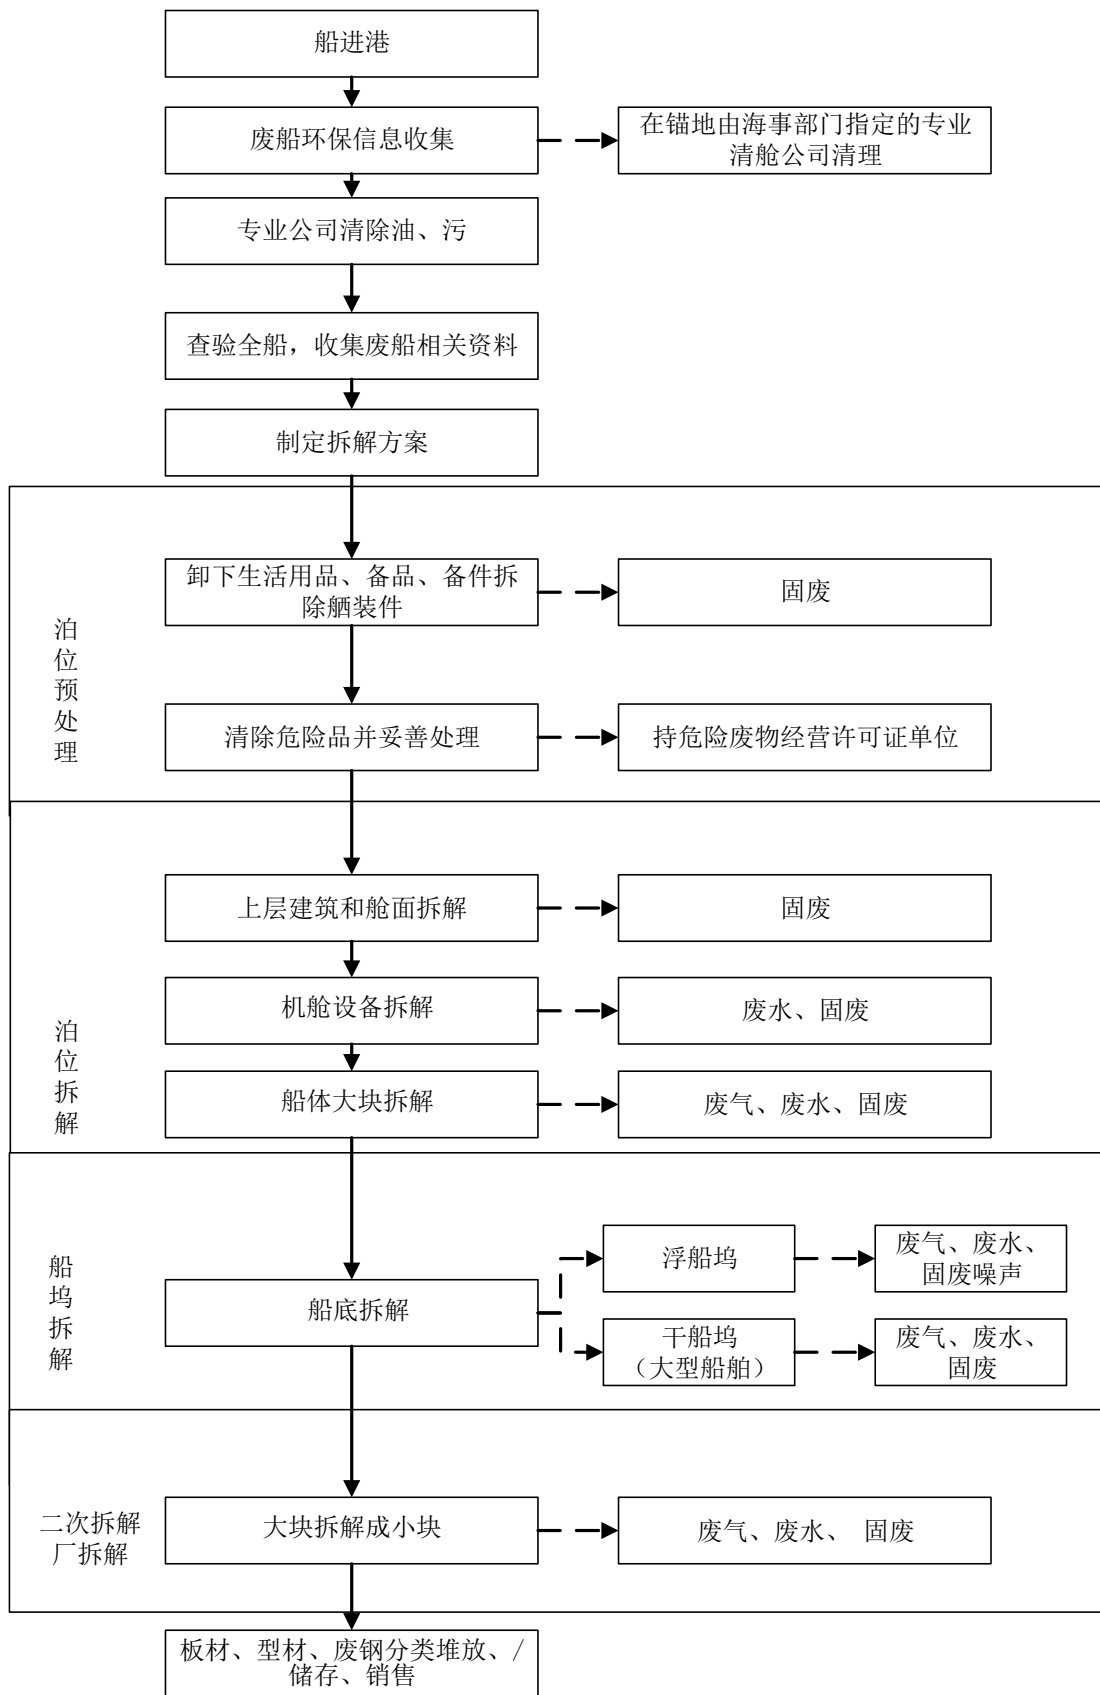 船进港
废船环保信息收集
在锚地由海事部门指定的专业
清舱公司清理
专业公司清除油、污
查验全船，收集废船相关资料
制定拆解方案
泊位预处理
卸下生活用品、备品、备件拆
除舾装件
固废
清除危险品并妥善处理
持危险废物经营许可证单位
泊位拆解
上层建筑和舱面拆解
固废
机舱设备拆解
废水、固废
船体大块拆解
废气、废水、固废
船坞拆解
船底拆解
浮船坞
废气、废水、
固废噪声
干船坞
（大型船舶）
废气、废水、
固废
二次拆解
厂拆解
大块拆解成小块
废气、废水、 固废
板材、型材、废钢分类堆放、/
储存、销售